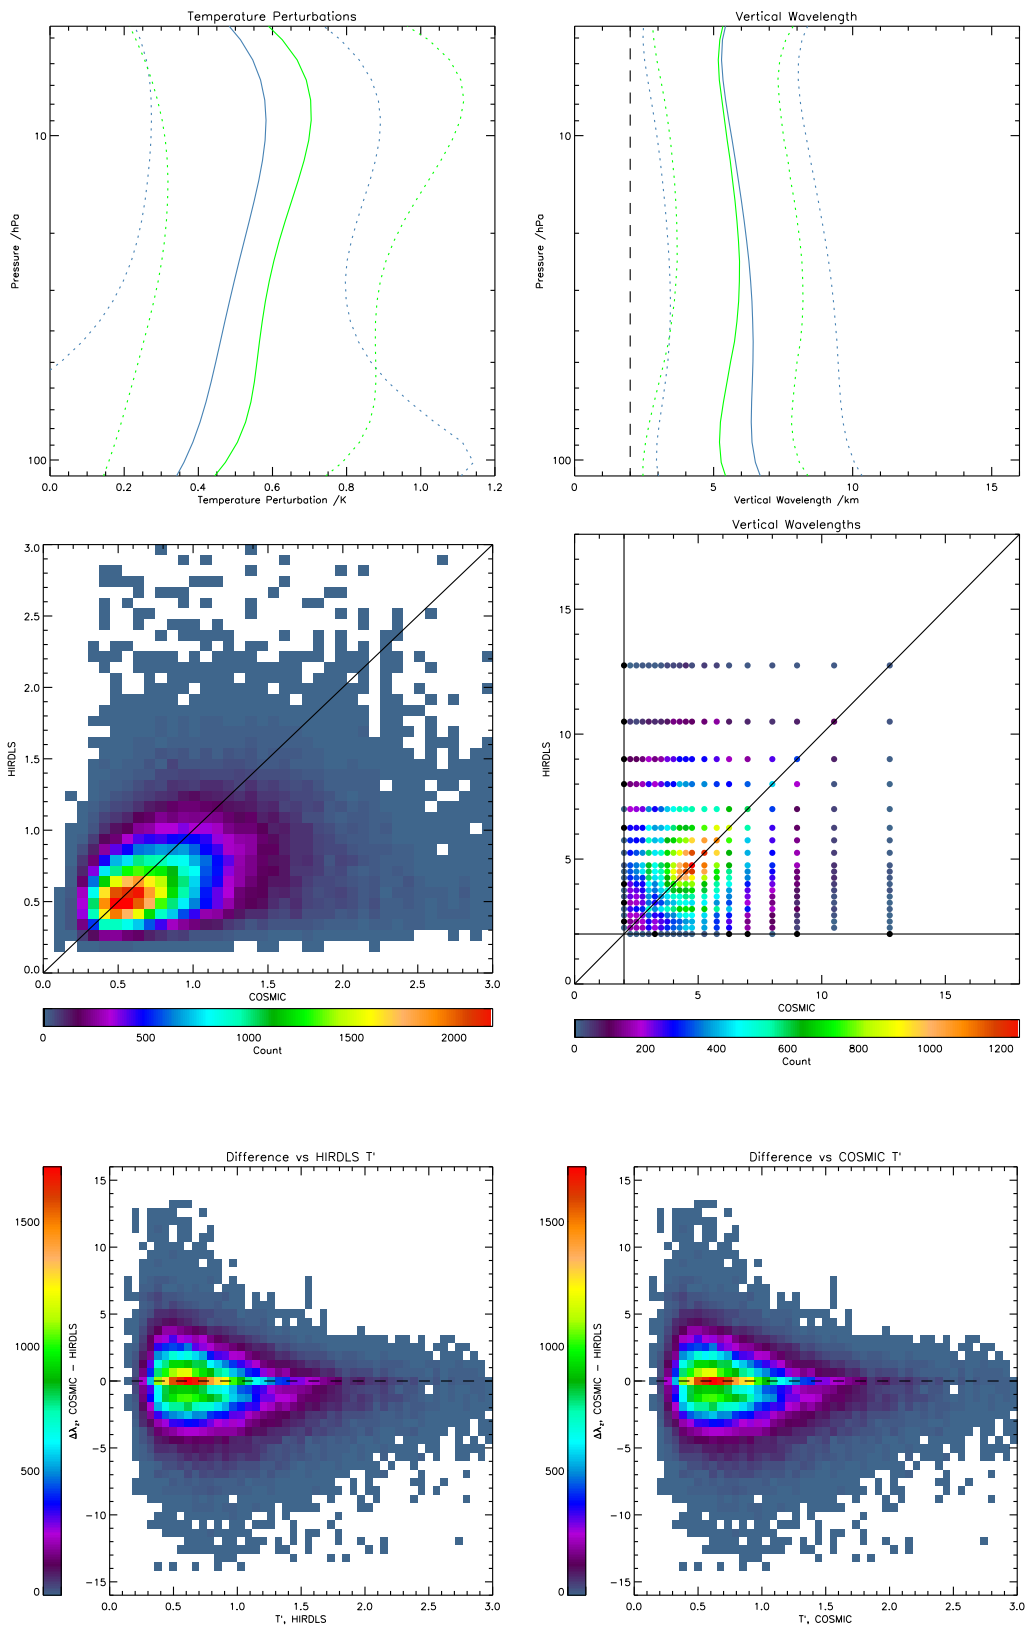 Temperature Perturbations
Pressure /hPa
10
100
0.0 0.2 0.4 0.6 0.8 1.0 1.2
Temperature Perturbation /K
Vertical Wavelength
Pressure /hPa
10
100
0 5 10 15
Vertical Wavelength /km
HIRDLS
3.0
2.5
2.0
1.5
1.0
0.5
0.0
0.0 0.5 1.0 1.5 2.0 2.5 3.0
COSMIC
0 500 1000 1500 2000
Count
Vertical Wavelengths
HIRDLS
15
10
5
0
0 5 10 15
COSMIC
0 200 400 600 800 1000 1200
Count
Difference vs HIRDLS T'
1500
1000
500
0
Δλz, COSMIC − HIRDLS
15
10
5
0
−5
−10
−15
0.0 0.5 1.0 1.5 2.0 2.5 3.0
T', HIRDLS
Difference vs COSMIC T'
1500
1000
500
0
Δλz, COSMIC − HIRDLS
15
10
5
0
−5
−10
−15
0.0 0.5 1.0 1.5 2.0 2.5 3.0
T', COSMIC